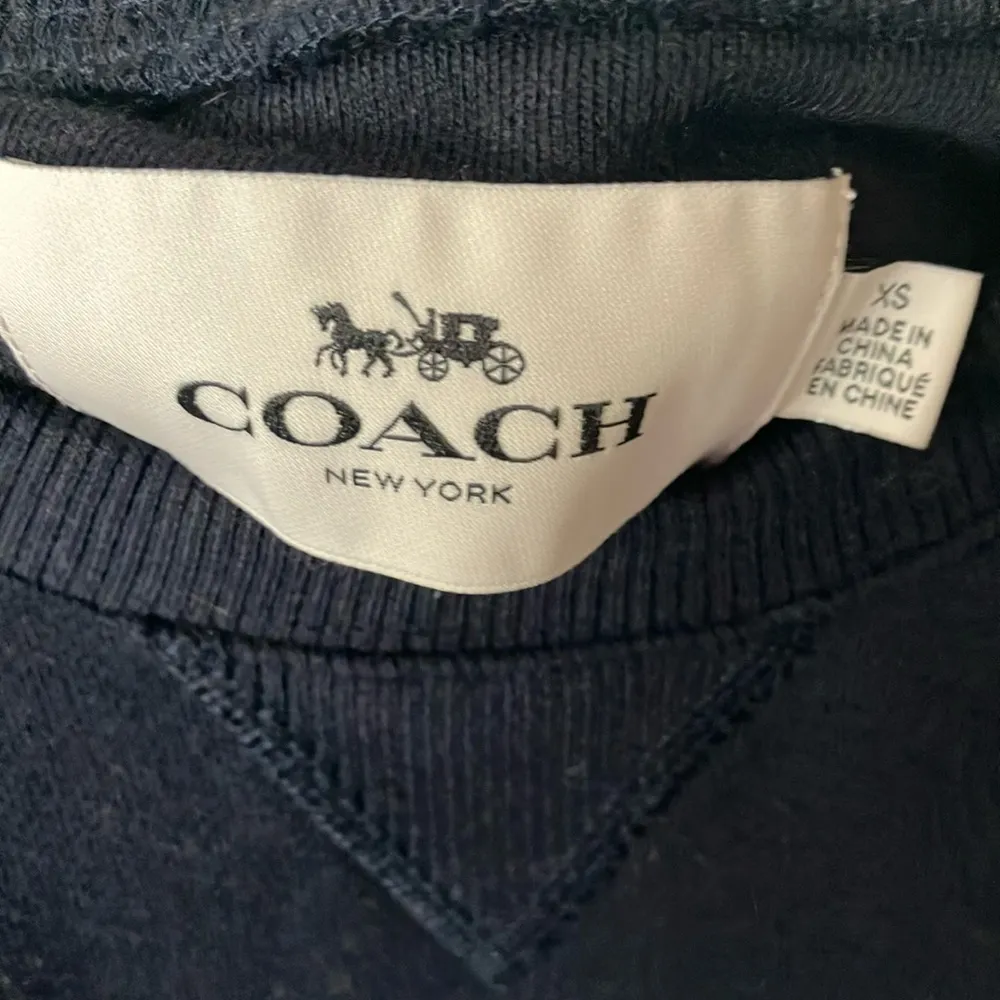 COACH
NEW YORK
XS
MADE IN
CHINA
FABRIQUÉ
EN CHINE